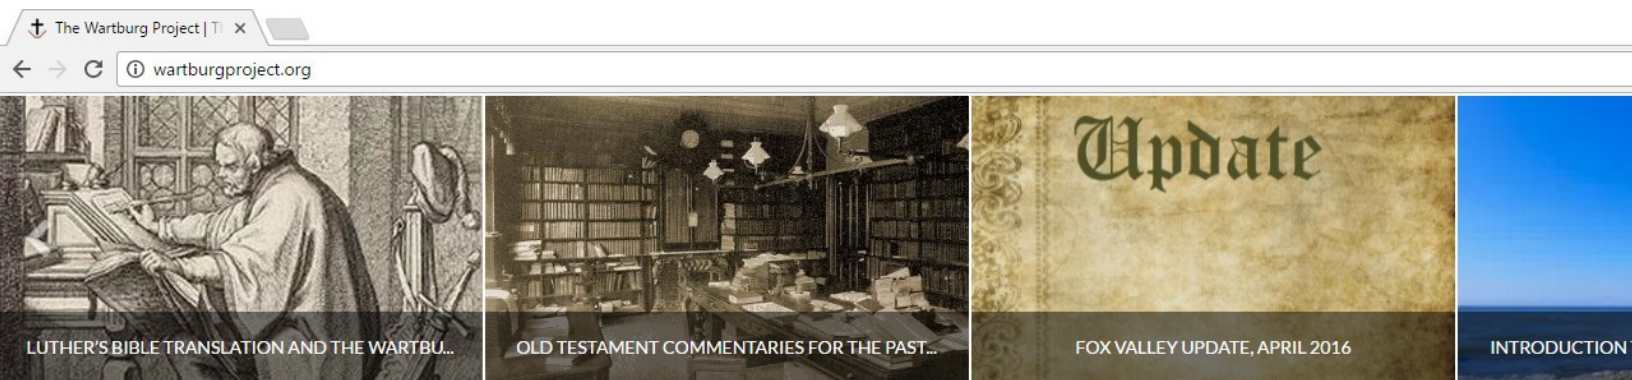 The Wartburg Project | T
wartburgproject.org
Update
LUTHER'S BIBLE TRANSLATION AND THE WARTBU...
OLD TESTAMENT COMMENTARIES FOR THE PAST...
FOX VALLEY UPDATE, APRIL 2016
INTRODUCTION